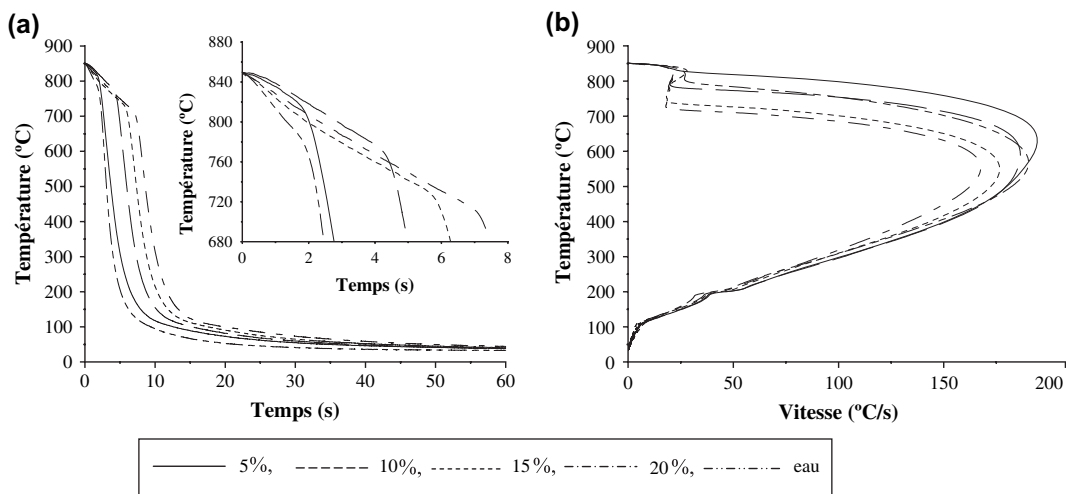 (a)
900
800
700
600
500
400
300
200
100
0
Température (ºC)
0 10 20 30 40 50 60
Temps (s)
880
840
800
760
720
680
Température (ºC)
0 2 4 6 8
Temps (s)
(b)
900
800
700
600
500
400
300
200
100
0
Température (ºC)
0 50 100 150 200
Vitesse (ºC/s)
5%, 10%, 15%, 20%, eau